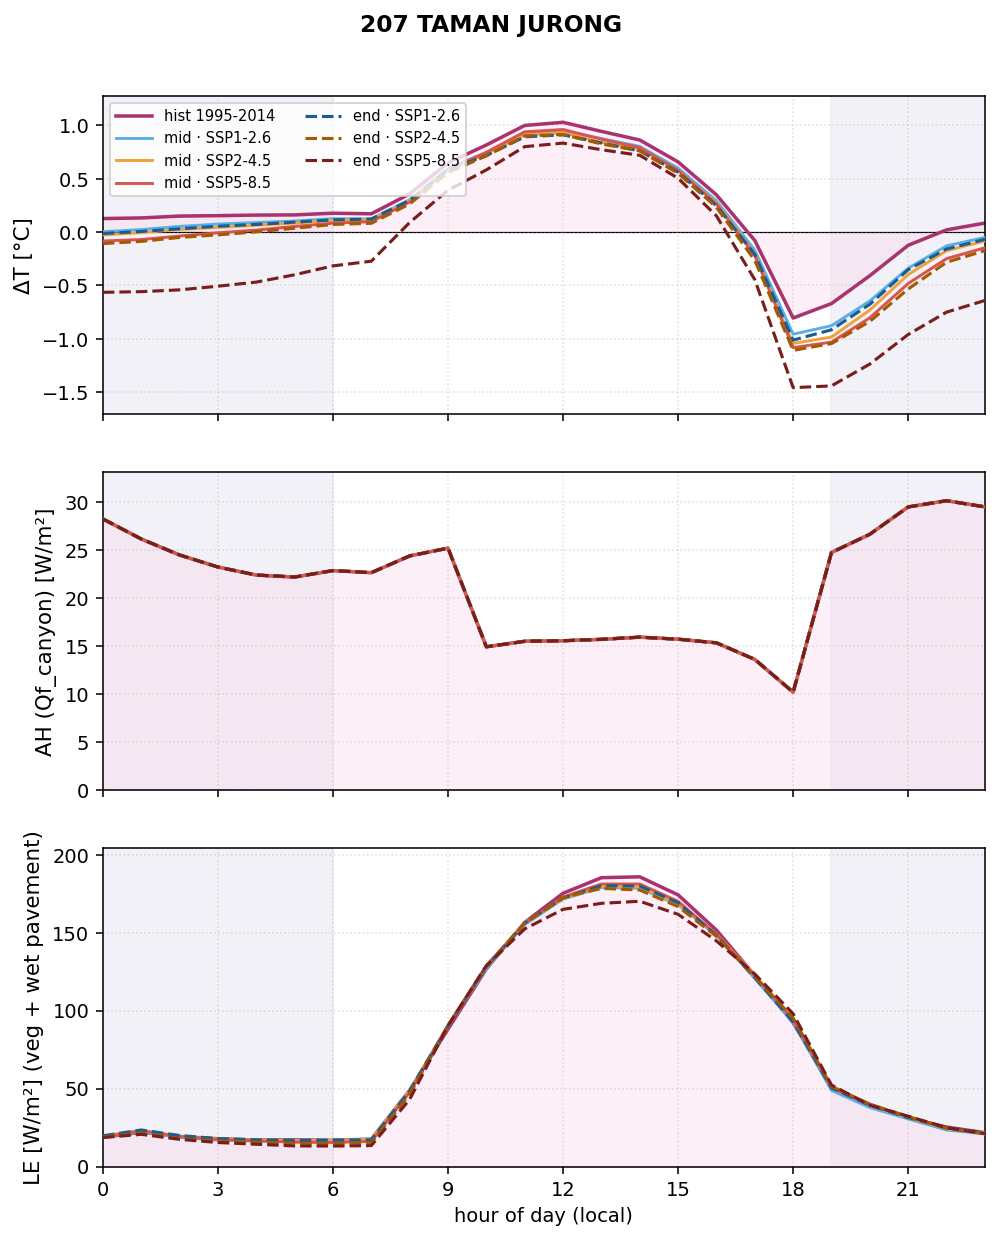 207 TAMAN JURONG
ΔT [°C]
1.0
0.5
0.0
−0.5
−1.0
−1.5
hist 1995-2014
mid · SSP1-2.6
mid · SSP2-4.5
mid · SSP5-8.5
end · SSP1-2.6
end · SSP2-4.5
end · SSP5-8.5
AH (Qf_canyon) [W/m²]
30
25
20
15
10
5
0
LE [W/m²] (veg + wet pavement)
200
150
100
50
0
0 3 6 9 12 15 18 21
hour of day (local)